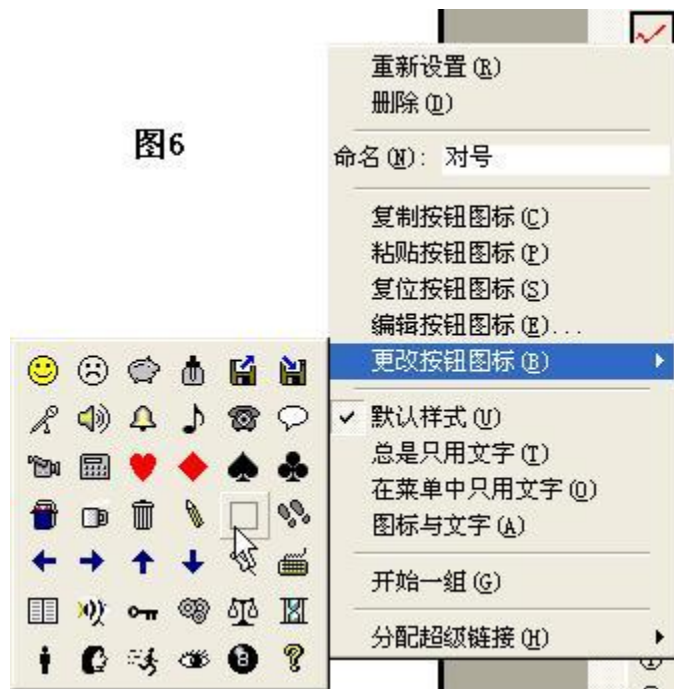 图6
重新设置(R)
删除(D)
命名(N): 对号
复制按钮图标(C)
粘贴按钮图标(P)
复位按钮图标(S)
编辑按钮图标(E)...
更改按钮图标(B)
默认样式(U)
总是只用文字(T)
在菜单中只用文字(O)
图标与文字(A)
开始一组(G)
分配超级链接(H)